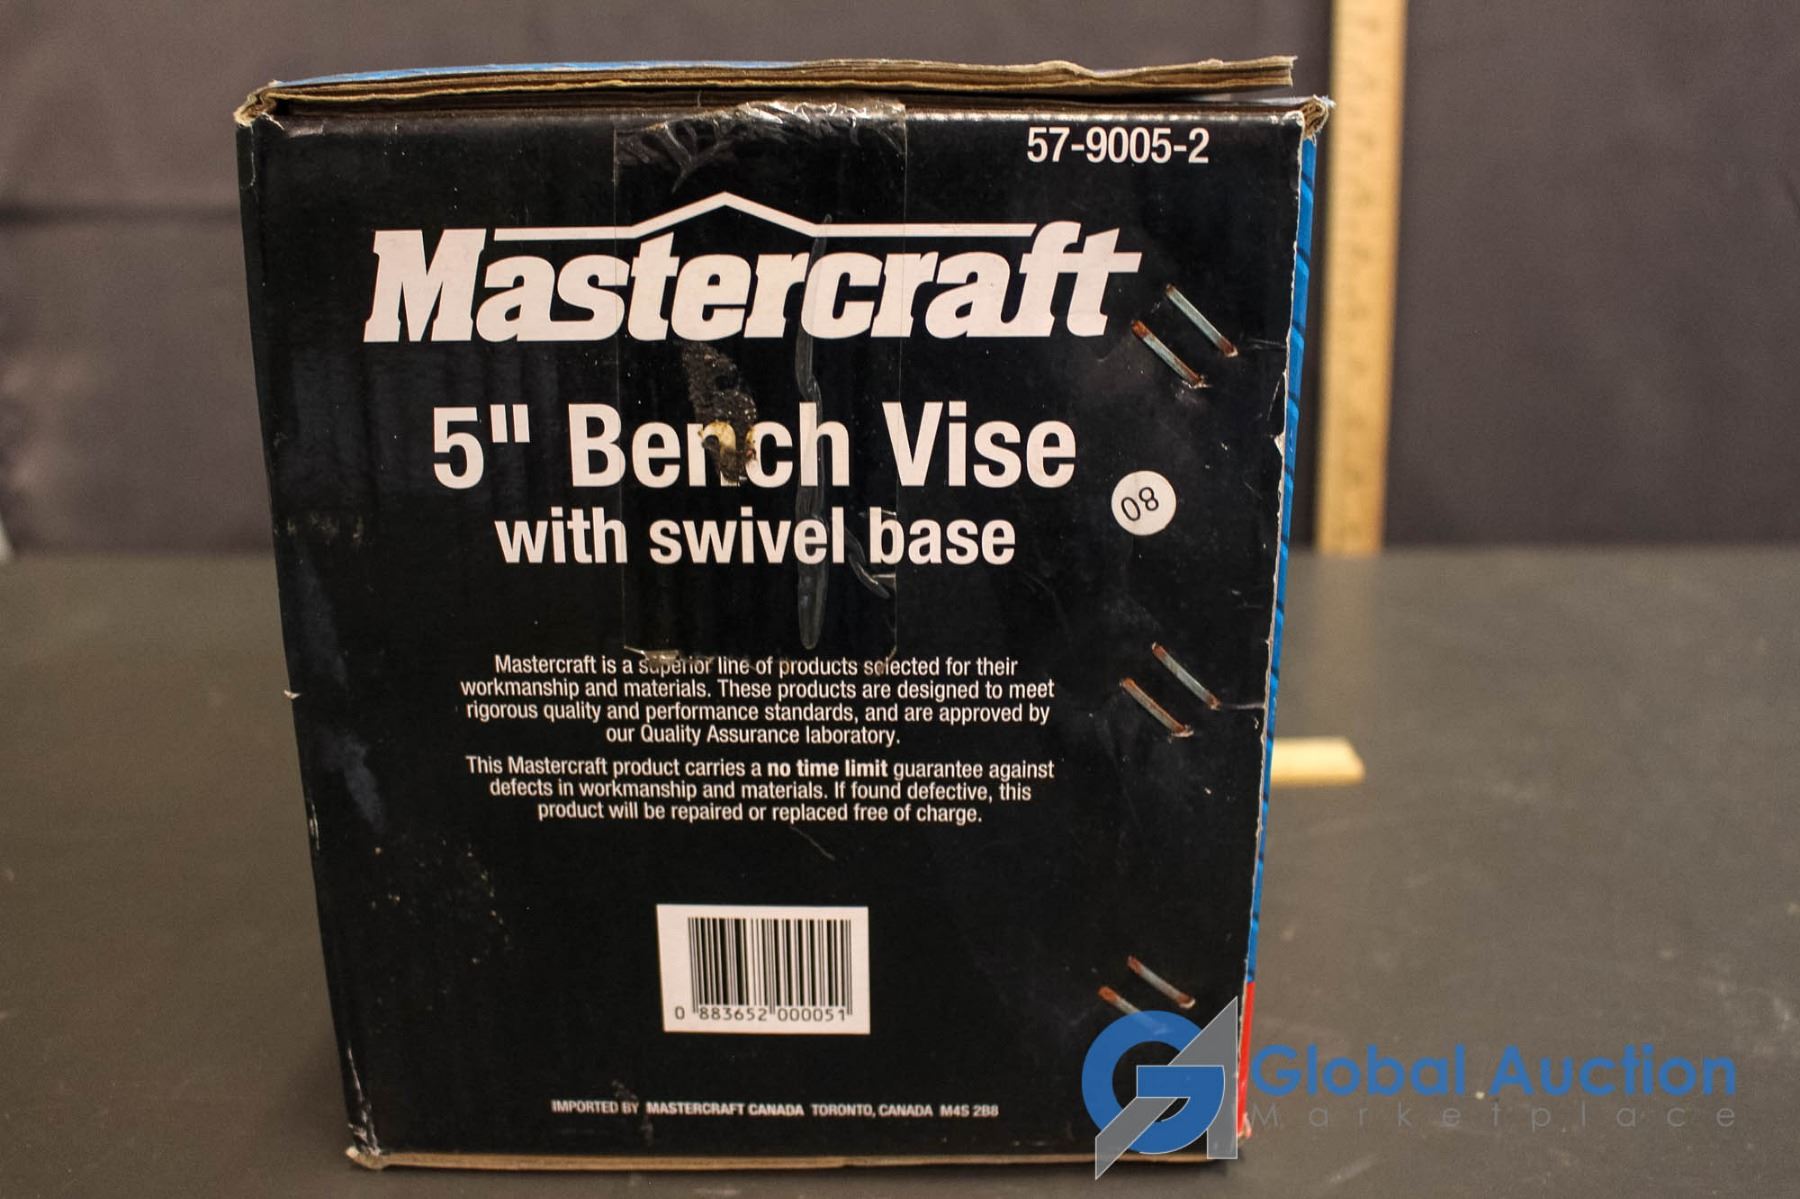 57-9005-2
Mastercraft
5" Bench Vise
with swivel base
08
Mastercraft is a superior line of products selected for their
workmanship and materials. These products are designed to meet
rigorous quality and performance standards, and are approved by
our Quality Assurance laboratory.
This Mastercraft product carries a no time limit guarantee against
defects in workmanship and materials. If found defective, this
product will be repaired or replaced free of charge.
0 883652 000051
IMPORTED BY MASTERCRAFT CANADA TORONTO, CANADA M4S 2B8
Global Auction
Marketplace